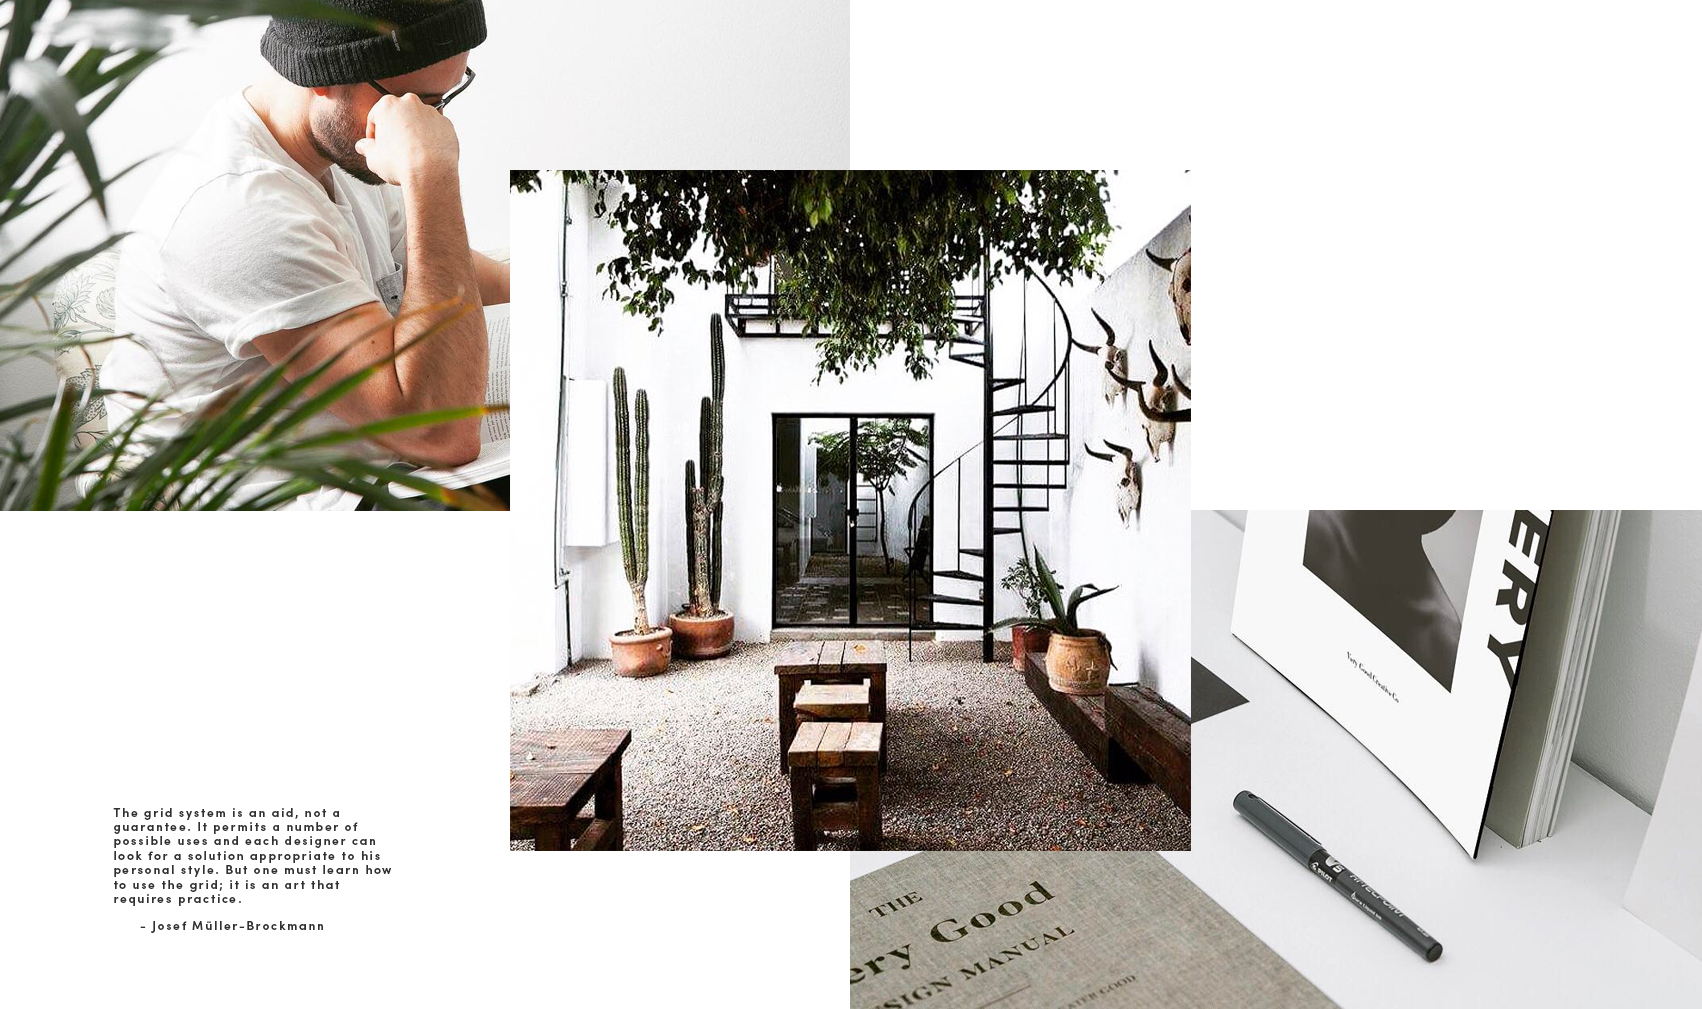 The grid system is an aid, not a
guarantee. It permits a number of
possible uses and each designer can
look for a solution appropriate to his
personal style. But one must learn how
to use the grid; it is an art that
requires practice.
- Josef Müller-Brockmann
ERY
Very Good Creative Co
V5
PILOT
THE
ery Good
SIGN MANUAL
GOOD